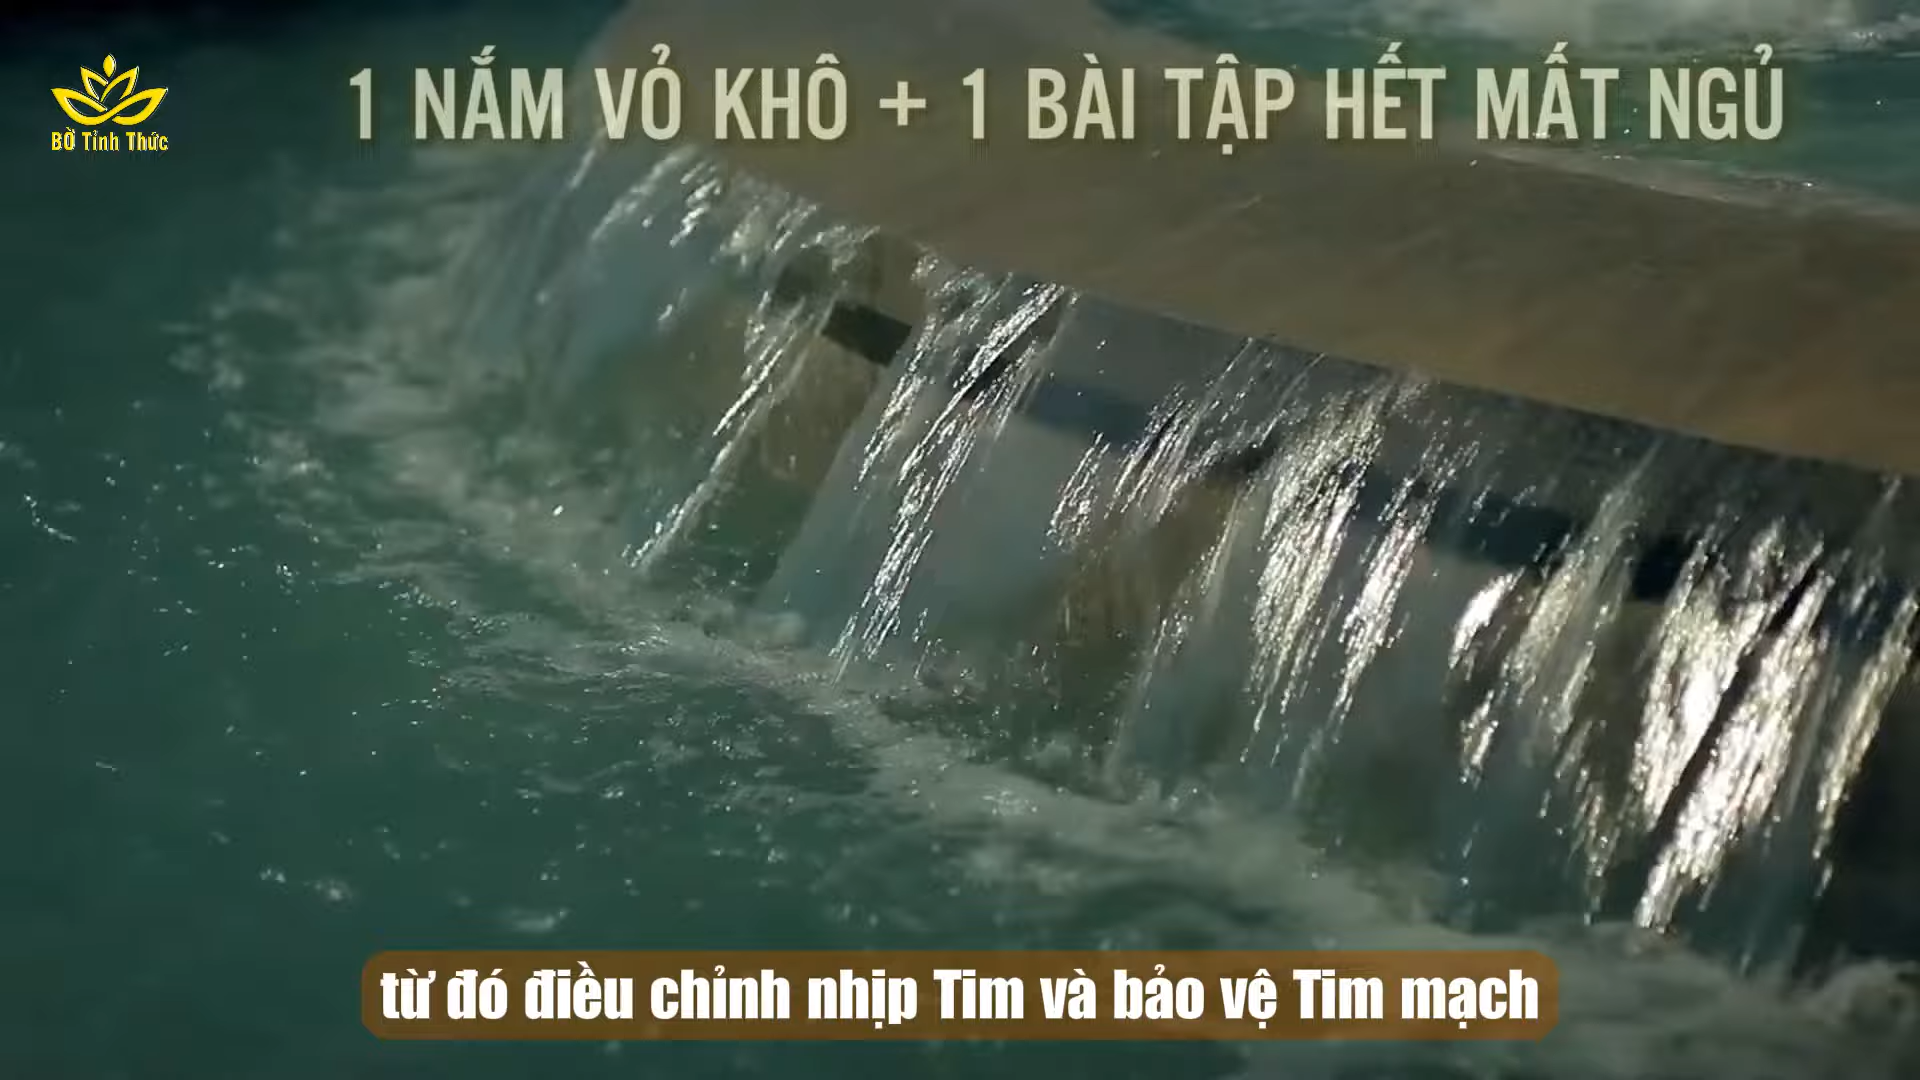 1 NẮM VỎ KHÔ + 1 BÀI TẬP HẾT MẤT NGỦ
BỜ Tỉnh Thức
từ đó điều chỉnh nhịp Tim và bảo vệ Tim mạch